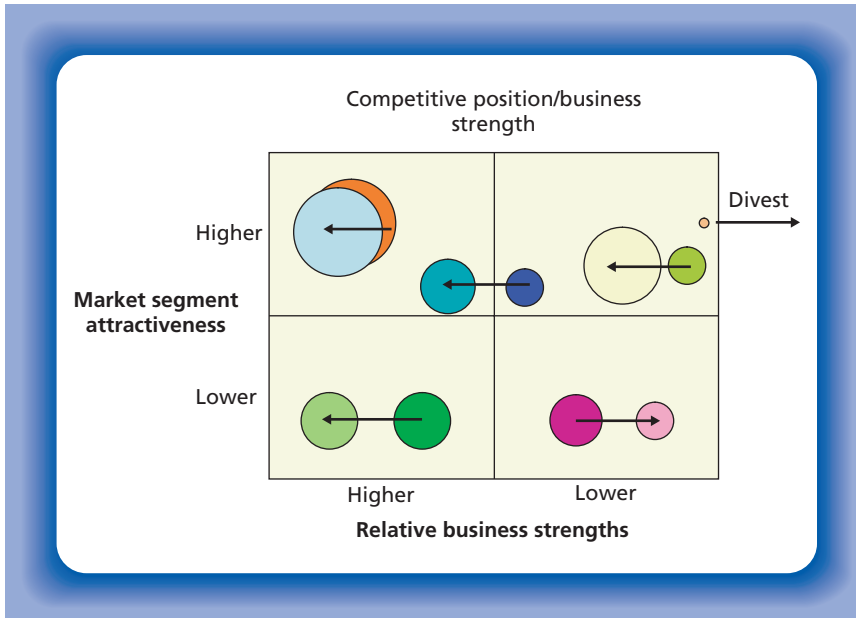 Competitive position/business
strength
Divest
Higher
Market segment
attractiveness
Lower
Higher
Lower
Relative business strengths